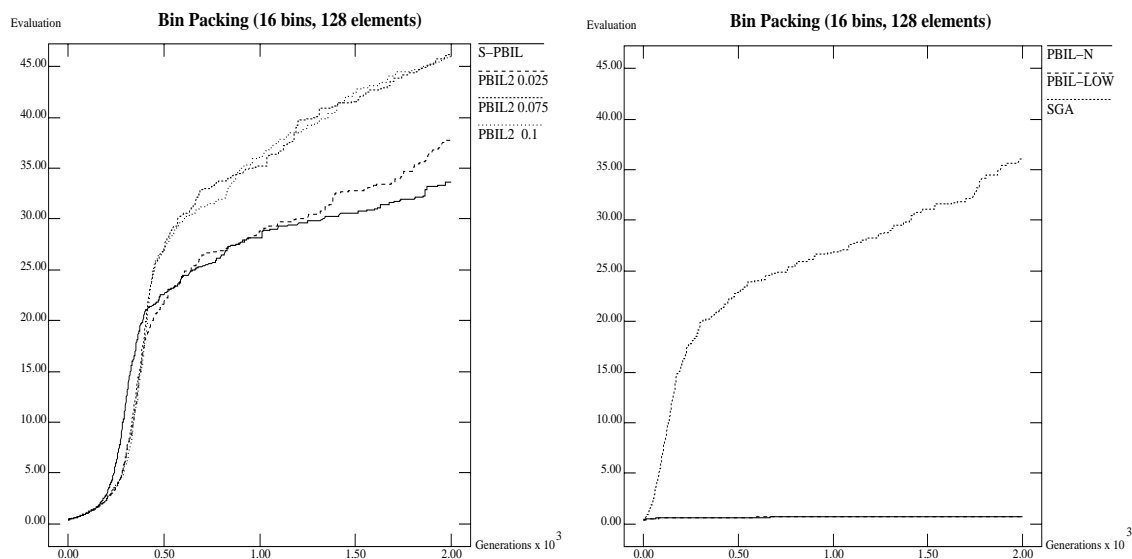 Evaluation
Bin Packing (16 bins, 128 elements)
S-PBIL
PBIL2 0.025
PBIL2 0.075
PBIL2 0.1
45.00
40.00
35.00
30.00
25.00
20.00
15.00
10.00
5.00
0.00
0.00 0.50 1.00 1.50 2.00
Generations x 10 3
Evaluation
Bin Packing (16 bins, 128 elements)
PBIL-N
PBIL-LOW
SGA
45.00
40.00
35.00
30.00
25.00
20.00
15.00
10.00
5.00
0.00
0.00 0.50 1.00 1.50 2.00
Generations x 10 3